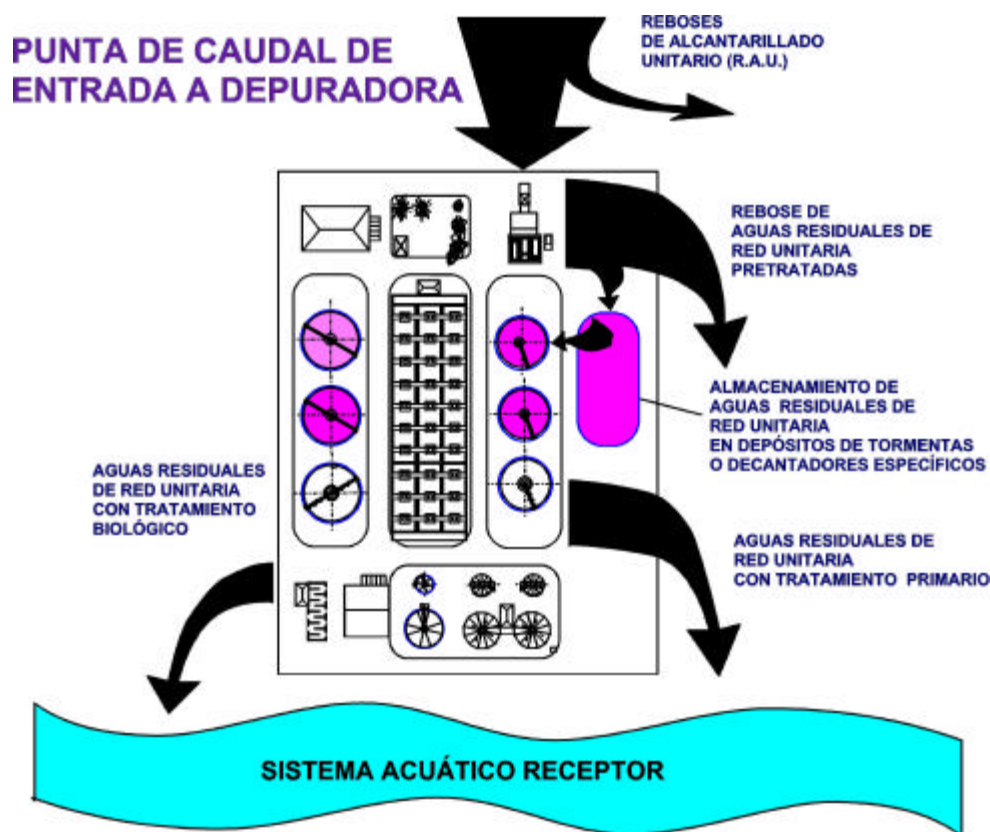 PUNTA DE CAUDAL DE
ENTRADA A DEPURADORA
REBOSES
DE ALCANTARILLADO
UNITARIO (R.A.U.)
REBOSE DE
AGUAS RESIDUALES DE
RED UNITARIA
PRETRATADAS
ALMACENAMIENTO DE
AGUAS RESIDUALES DE
RED UNITARIA
EN DEPÓSITOS DE TORMENTAS
O DECANTADORES ESPECÍFICOS
AGUAS RESIDUALES
DE RED UNITARIA
CON TRATAMIENTO
BIOLÓGICO
AGUAS RESIDUALES DE
RED UNITARIA
CON TRATAMIENTO PRIMARIO
SISTEMA ACUÁTICO RECEPTOR